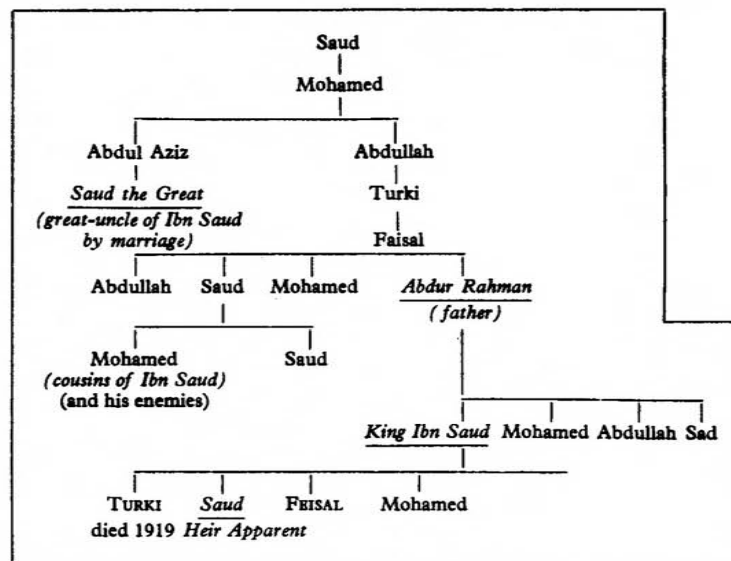 Saud
Mohamed
Abdul Aziz Abdullah
Saud the Great Turki
(great-uncle of Ibn Saud
by marriage) Faisal
Abdullah Saud Mohamed Abdur Rahman
(father)
Mohamed Saud
(cousins of Ibn Saud)
(and his enemies)
King Ibn Saud Mohamed Abdullah Sad
TURKI Saud FEISAL Mohamed
died 1919 Heir Apparent